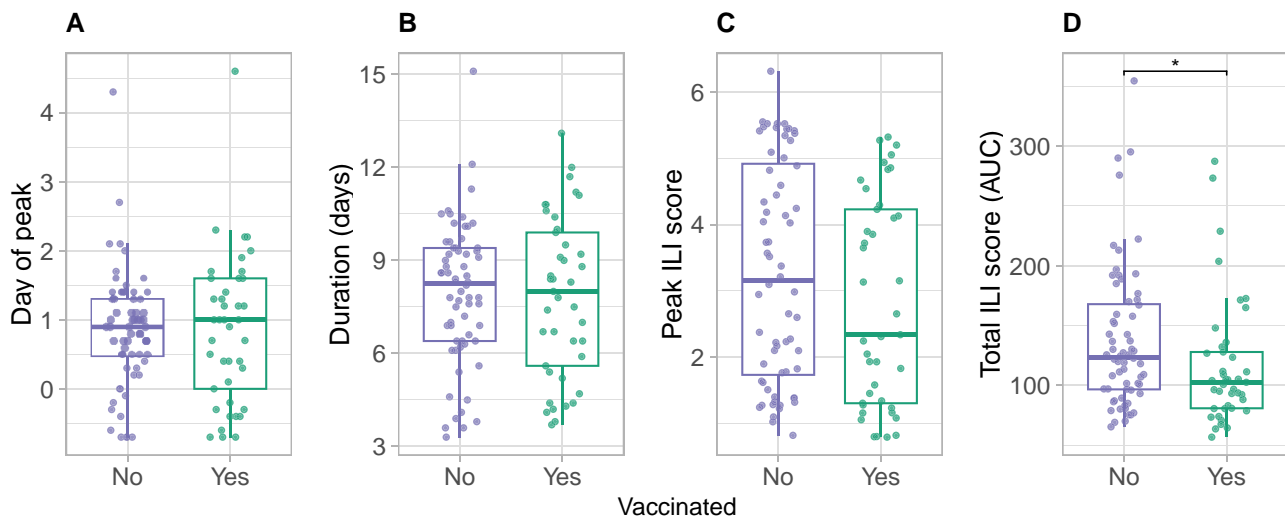 A
B
C
D
Day of peak
4
3
2
1
0
No
Yes
Duration (days)
15
12
9
6
3
No
Yes
Peak ILI score
6
4
2
No
Yes
Total ILI score (AUC)
300
200
100
*
No
Yes
Vaccinated